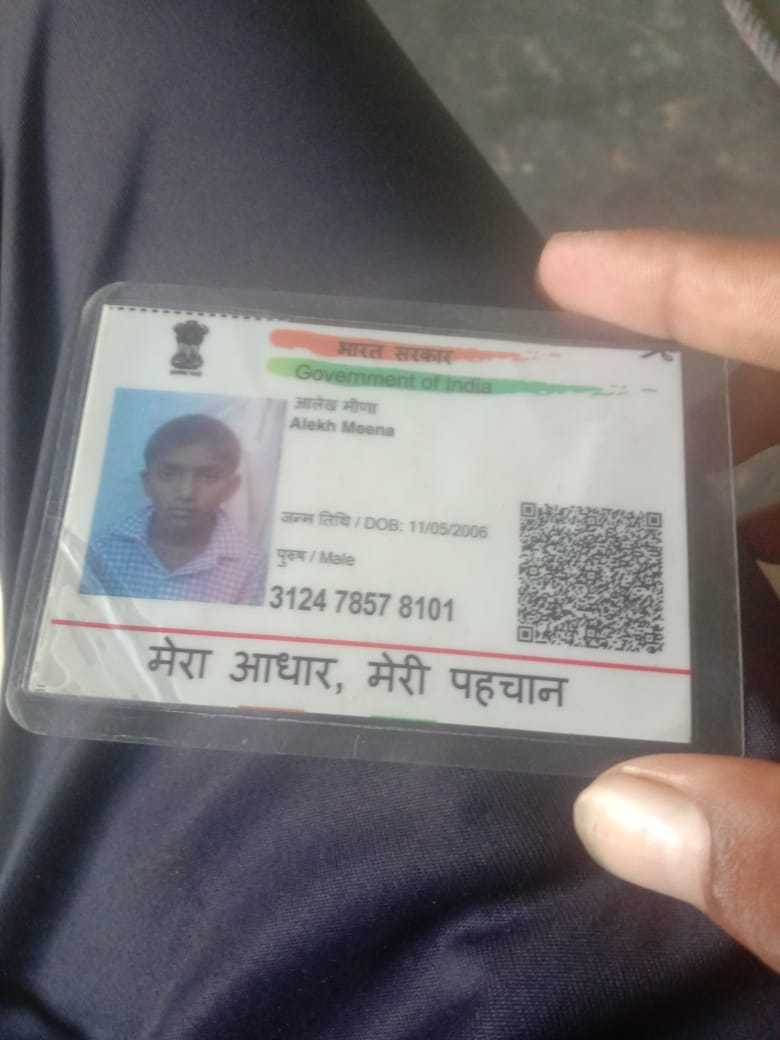 भारत सरकार
Government of India
आलेख मीणा
Alekh Meena
जन्म तिथि / DOB: 11/05/2006
पुरुष / Male
3124 7857 8101
मेरा आधार, मेरी पहचान